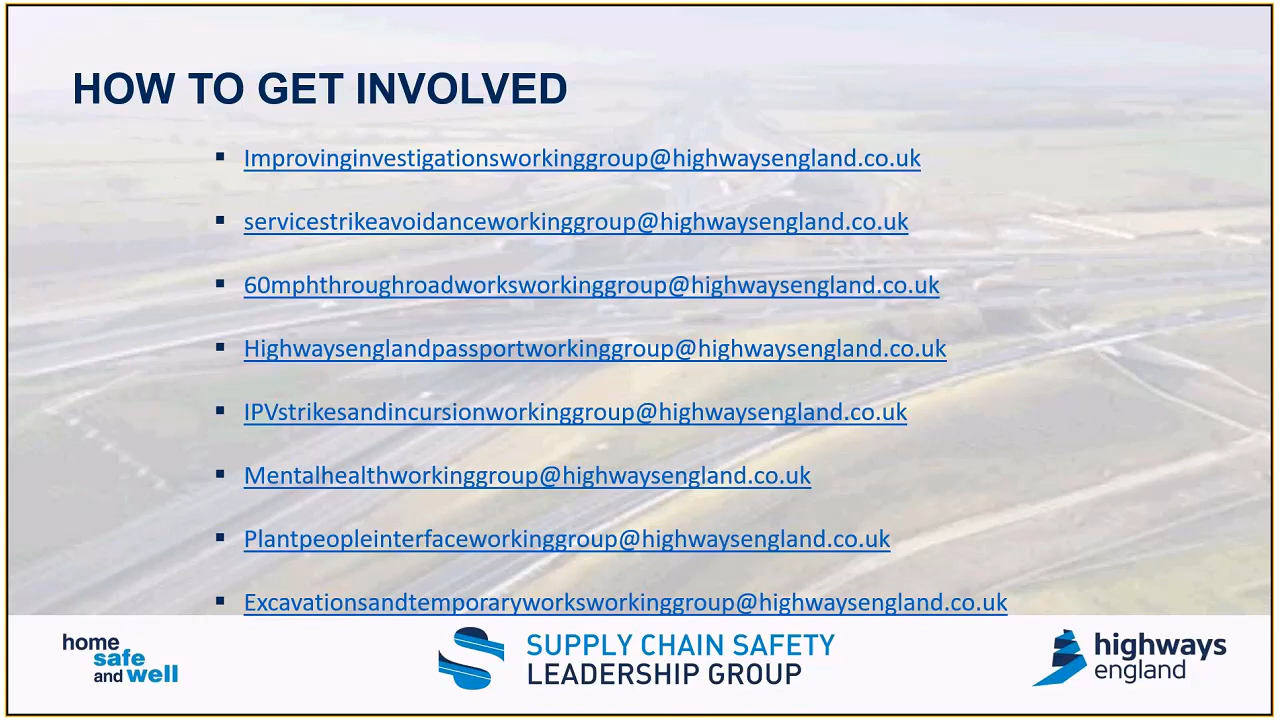 HOW TO GET INVOLVED
▪ Improvinginvestigationsworkinggroup@highwaysengland.co.uk
▪ servicestrikeavoidanceworkinggroup@highwaysengland.co.uk
▪ 60mphthroughroadworksworkinggroup@highwaysengland.co.uk
▪ Highwaysenglandpassportworkinggroup@highwaysengland.co.uk
▪ IPVstrikesandincursionworkinggroup@highwaysengland.co.uk
▪ Mentalhealthworkinggroup@highwaysengland.co.uk
▪ Plantpeopleinterfaceworkinggroup@highwaysengland.co.uk
▪ Excavationsandtemporaryworksworkinggroup@highwaysengland.co.uk
home
safe
and well
SUPPLY CHAIN SAFETY
LEADERSHIP GROUP
highways
england